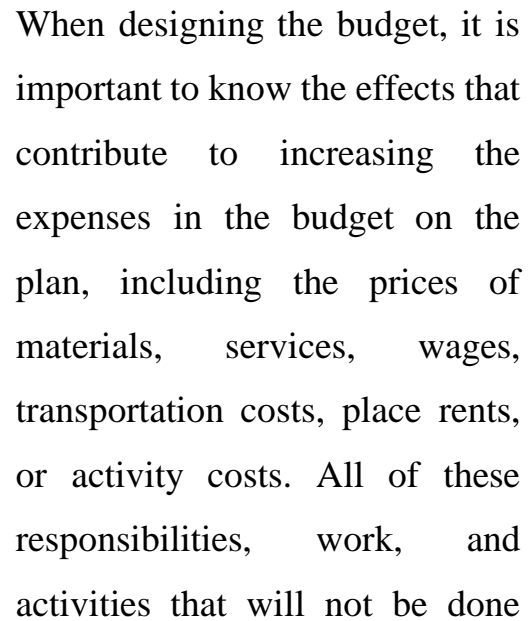 When designing the budget, it is
important to know the effects that
contribute to increasing the
expenses in the budget on the
plan, including the prices of
materials, services, wages,
transportation costs, place rents,
or activity costs. All of these
responsibilities, work, and
activities that will not be done